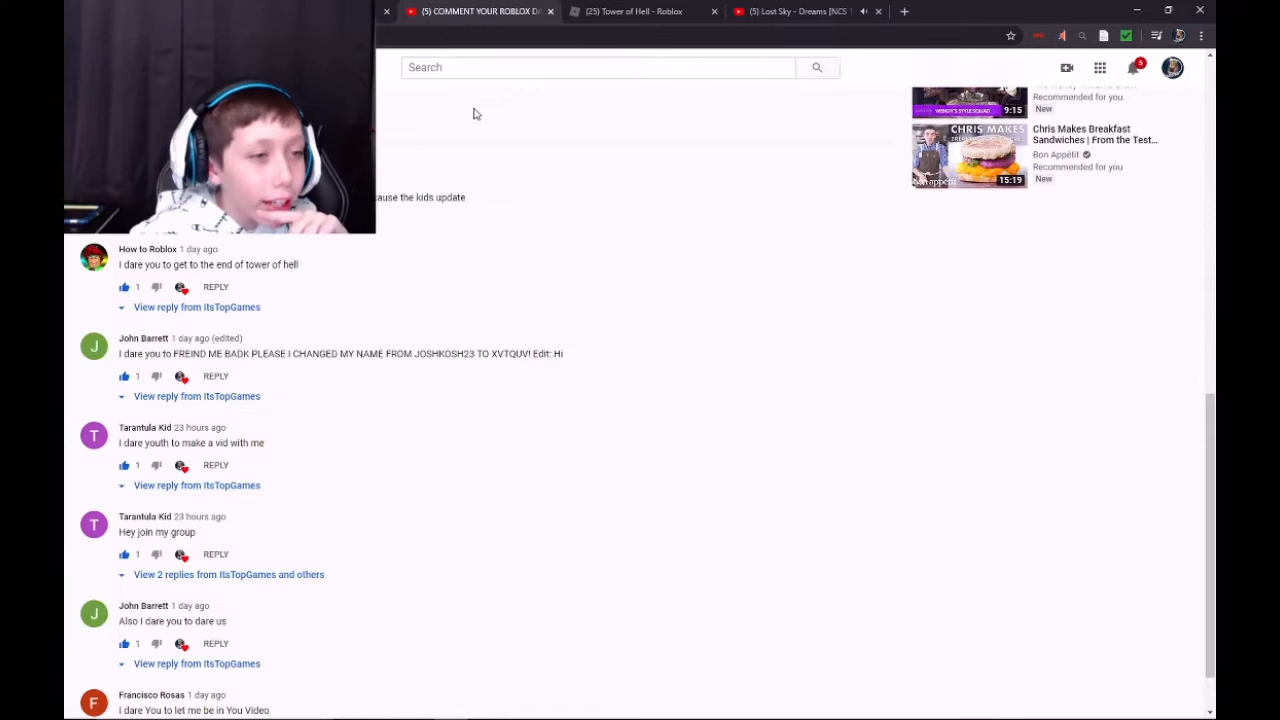 (5) COMMENT YOUR ROBLOX DA
(25) Tower of Hell - Roblox
(5) Lost Sky - Dreams [NCS
Search
5
9:15
Recommended for you
New
CHRIS MAKES
bon appétit
15:19
Chris Makes Breakfast
Sandwiches | From the Test...
Bon Appétit
Recommended for you
New
cause the kids update
How to Roblox 1 day ago
I dare you to get to the end of tower of hell
1 REPLY
View reply from ItsTopGames
J
John Barrett 1 day ago (edited)
I dare you to FREIND ME BADK PLEASE I CHANGED MY NAME FROM JOSHKOSH23 TO XVTQUV! Edit: Hi
1 REPLY
View reply from ItsTopGames
T
Tarantula Kid 23 hours ago
I dare youth to make a vid with me
1 REPLY
View reply from ItsTopGames
T
Tarantula Kid 23 hours ago
Hey join my group
1 REPLY
View 2 replies from ItsTopGames and others
J
John Barrett 1 day ago
Also I dare you to dare us
1 REPLY
View reply from ItsTopGames
F
Francisco Rosas 1 day ago
I dare You to let me be in You Video